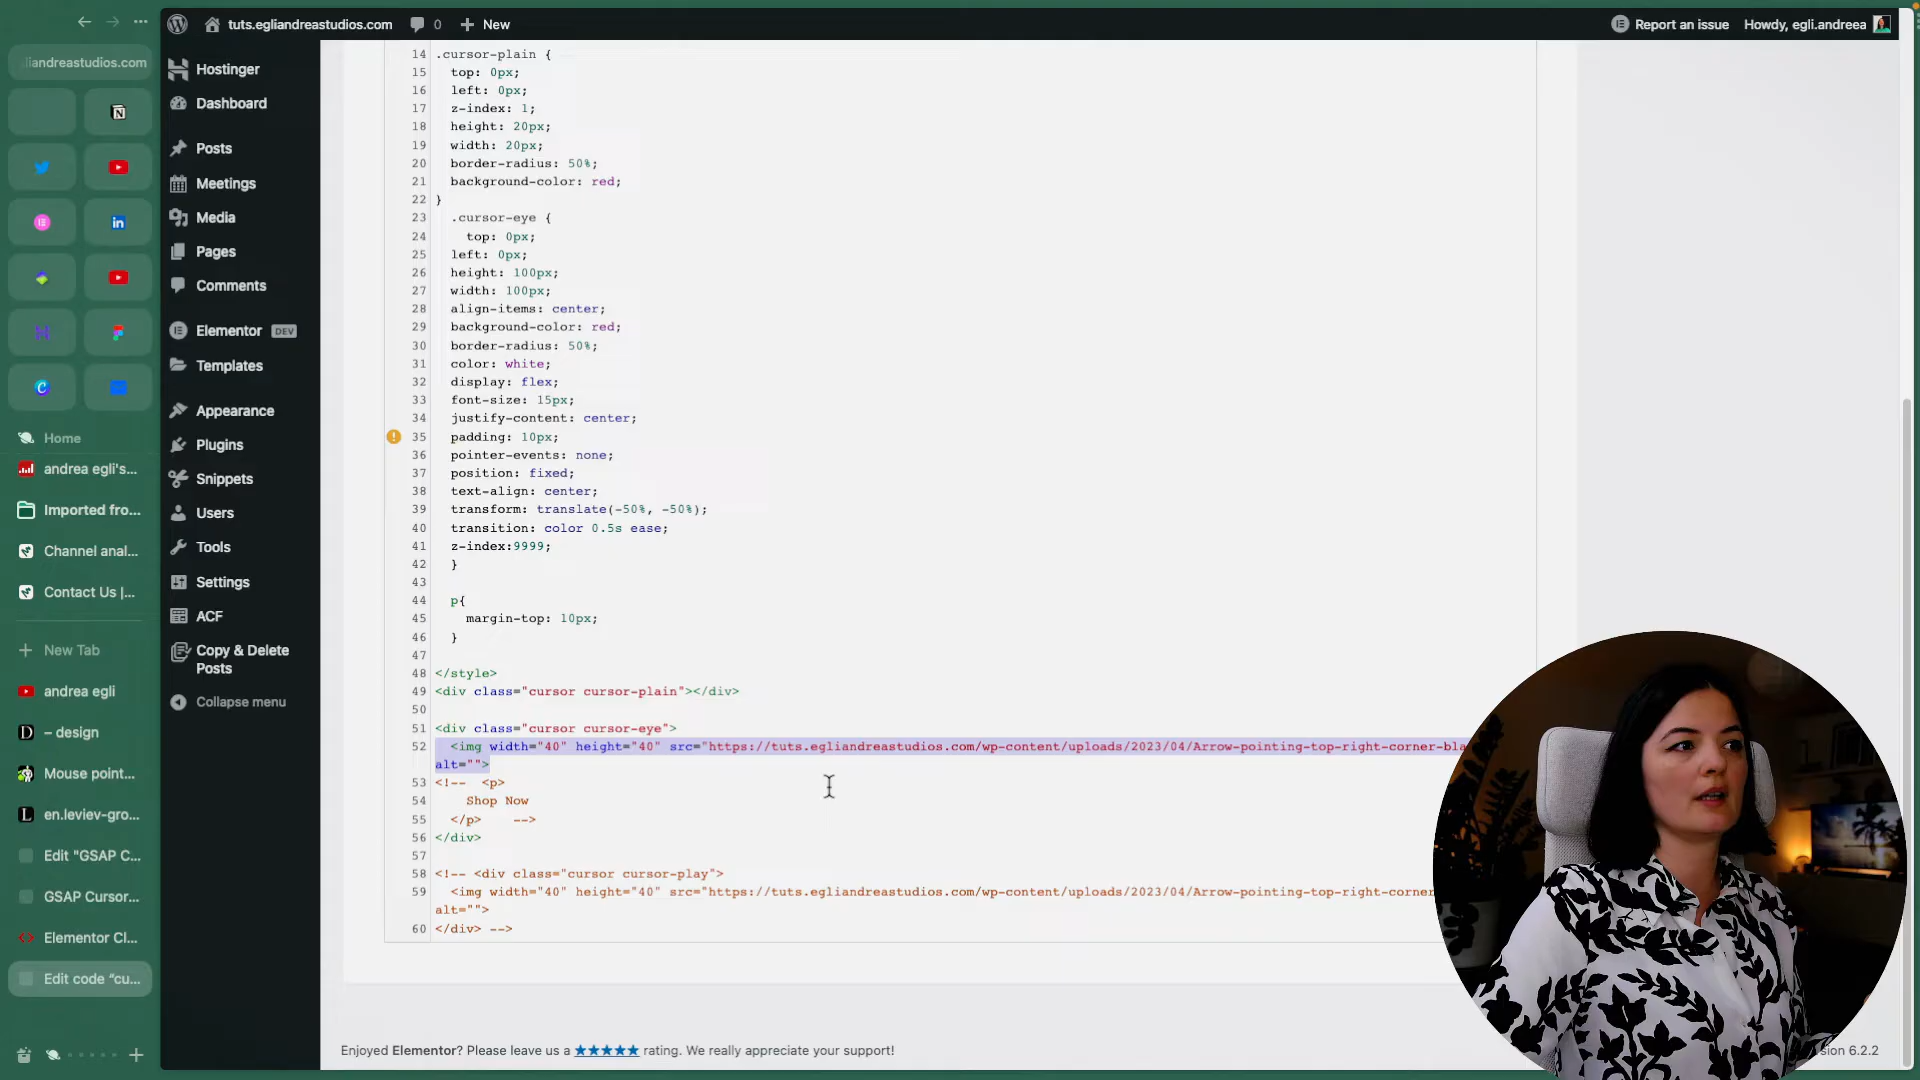 tuts.egliandreastudios.com
0
New
Report an issue
Howdy, egli.andreea
liandreastudios.com
Home
andrea egli's...
Imported fro...
Channel anal...
Contact Us |...
New Tab
andrea egli
– design
Mouse point...
en.leviev-gro...
Edit "GSAP C...
GSAP Cursor...
Elementor Cl...
Edit code “cu...
Hostinger
Dashboard
Posts
Meetings
Media
Pages
Comments
Elementor DEV
Templates
Appearance
Plugins
Snippets
Users
Tools
Settings
ACF
Copy & Delete
Posts
Collapse menu
14 .cursor-plain {
15 top: 0px;
16 left: 0px;
17 z-index: 1;
18 height: 20px;
19 width: 20px;
20 border-radius: 50%;
21 background-color: red;
22 }
23 .cursor-eye {
24 top: 0px;
25 left: 0px;
26 height: 100px;
27 width: 100px;
28 align-items: center;
29 background-color: red;
30 border-radius: 50%;
31 color: white;
32 display: flex;
33 font-size: 15px;
34 justify-content: center;
35 padding: 10px;
36 pointer-events: none;
37 position: fixed;
38 text-align: center;
39 transform: translate(-50%, -50%);
40 transition: color 0.5s ease;
41 z-index:9999;
42 }
43
44 p{
45 margin-top: 10px;
46 }
47
48 </style>
49 <div class="cursor cursor-plain"></div>
50
51 <div class="cursor cursor-eye">
52 <img width="40" height="40" src="https://tuts.egliandreastudios.com/wp-content/uploads/2023/04/Arrow-pointing-top-right-corner-bla
alt="">
53 <!-- <p>
54 Shop Now
55 </p> -->
56 </div>
57
58 <!-- <div class="cursor cursor-play">
59 <img width="40" height="40" src="https://tuts.egliandreastudios.com/wp-content/uploads/2023/04/Arrow-pointing-top-right-corner
alt="">
60 </div> -->
Enjoyed Elementor? Please leave us a ★★★★★ rating. We really appreciate your support!
sion 6.2.2